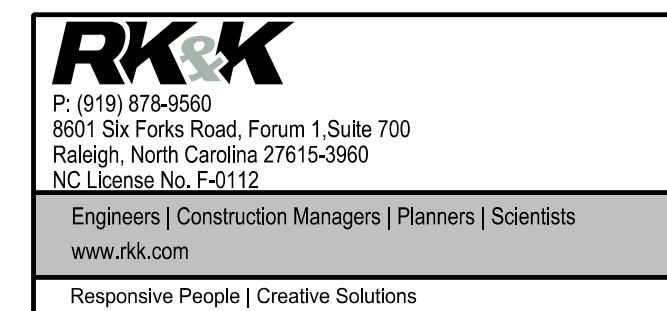 RK&K
P: (919) 878-9560
8601 Six Forks Road, Forum 1,Suite 700
Raleigh, North Carolina 27615-3960
NC License No. F-0112
Engineers | Construction Managers | Planners | Scientists
www.rkk.com
Responsive People | Creative Solutions